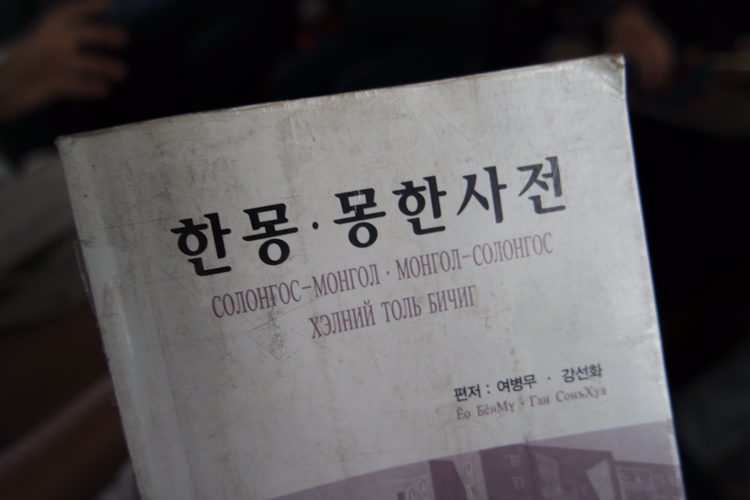 한몽·몽한사전
СОЛОНГОС-МОНГОЛ·МОНГОЛ-СОЛОНГОС
ХЭЛНИЙ ТОЛЬ БИЧИГ
편저 : 여병무 · 강선화
Ёо БёнМу · Ган СонъХуа